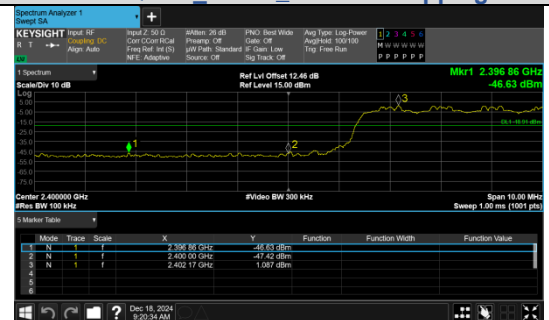 Spectrum Analyzer 1
Swept SA
KEYSIGHT Input: RF Input Z: 50 Ω #Atten: 26 dB PNO: Best Wide Avg Type: Log-Power 1 2 3 4 5 6
R T Coupling: DC Corr CCorr RCal Preamp: Off Gate: Off Avg|Hold: 100/100 M W W W W W
Align: Auto Freq Ref: Int (S) µW Path: Standard IF Gain: Low Trig: Free Run P P P P P P
NFE: Adaptive Source: Off Sig Track: Off
1 Spectrum Ref Lvl Offset 12.46 dB Mkr1 2.396 86 GHz
Scale/Div 10 dB Ref Level 15.00 dBm -46.63 dBm
Log
5.00
-5.00
-15.0
-25.0
-35.0
-45.0
-55.0
-65.0
-75.0
1
2
3
Center 2.400000 GHz #Video BW 300 kHz Span 10.00 MHz
#Res BW 100 kHz Sweep 1.00 ms (1001 pts)
5 Marker Table
Mode Trace Scale X Y Function Function Width Function Value
1 N 1 f 2.396 86 GHz -46.63 dBm
2 N 1 f 2.400 00 GHz -47.42 dBm
3 N 1 f 2.402 17 GHz 1.087 dBm
4
5
6
? Dec 18, 2024
9:20:34 AM